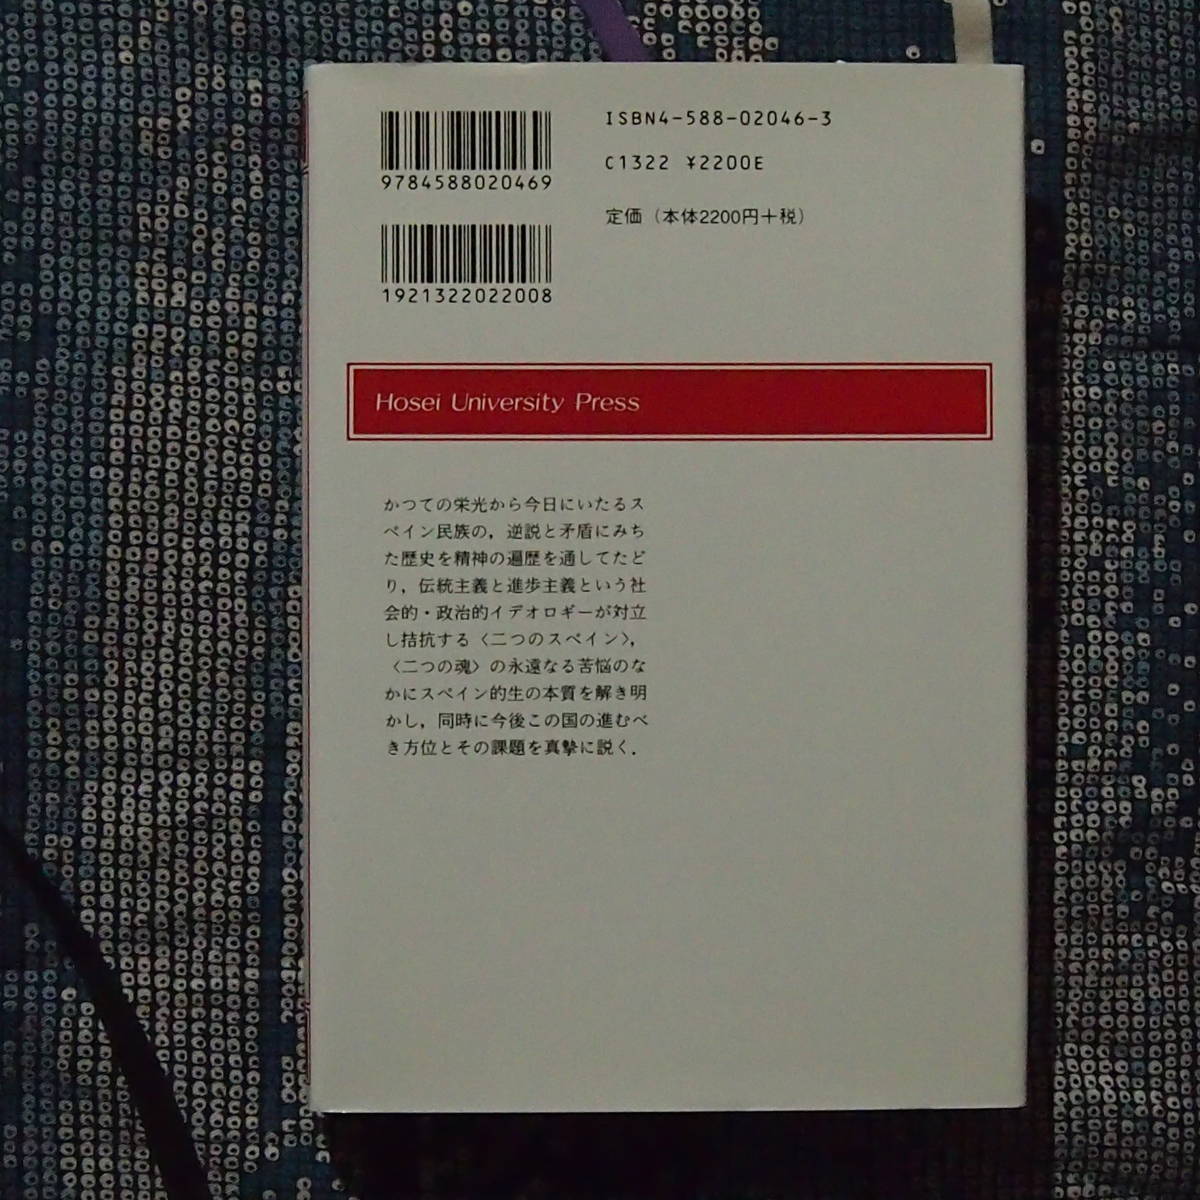 9784588020469
1921322022008
ISBN4-588-02046-3
C1322 ¥2200E
定価（本体2200円＋税）
Hosei University Press
かつての栄光から今日にいたるス
ペイン民族の，逆説と矛盾にみち
た歴史を精神の遍歴を通してたど
り，伝統主義と進歩主義という社
会的・政治的イデオロギーが対立
し拮抗する〈二つのスペイン〉，
〈二つの魂〉の永遠なる苦悩のな
かにスペイン的生の本質を解き明
かし，同時に今後この国の進むべ
き方位とその課題を真摯に説く．